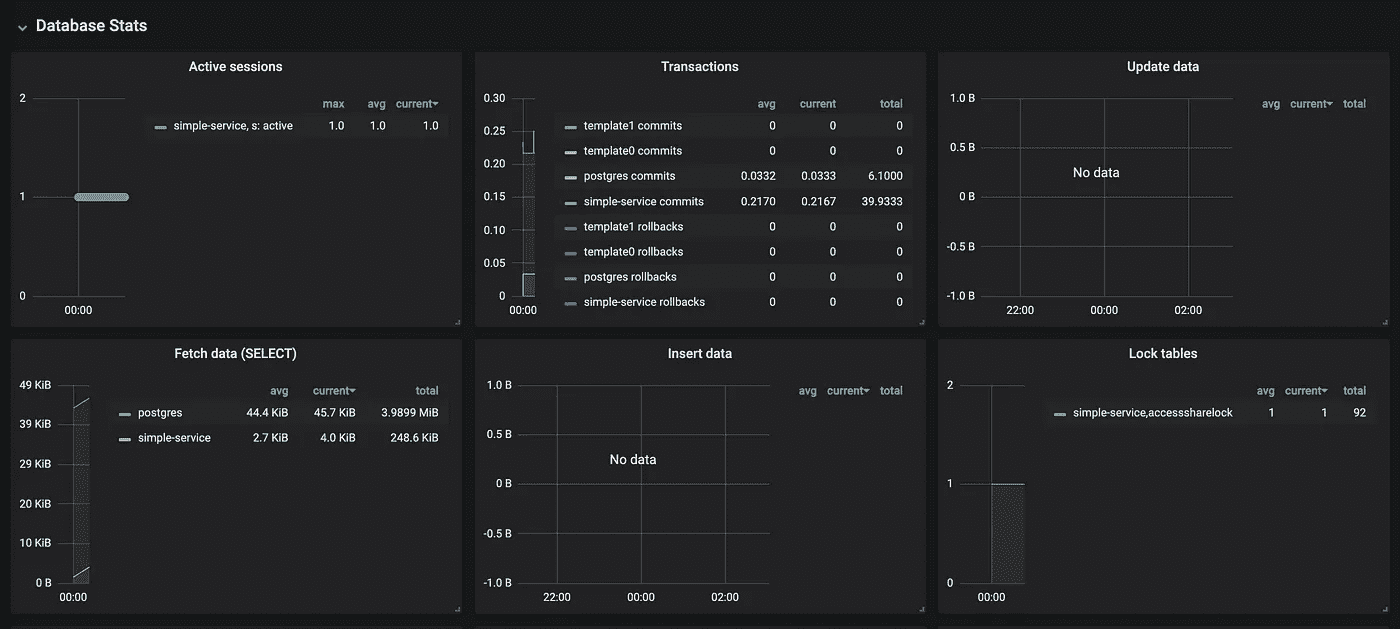 Database Stats
Active sessions
max avg current
2
simple-service, s: active 1.0 1.0 1.0
1
0
00:00
Transactions
avg current total
0.30
template1 commits 0 0 0
0.25
template0 commits 0 0 0
0.20
postgres commits 0.0332 0.0333 6.1000
0.15
simple-service commits 0.2170 0.2167 39.9333
0.10
template1 rollbacks 0 0 0
template0 rollbacks 0 0 0
0.05
postgres rollbacks 0 0 0
0
simple-service rollbacks 0 0 0
00:00
Update data
avg current total
1.0 B
0.5 B
No data
0 B
-0.5 B
-1.0 B
22:00 00:00 02:00
Fetch data (SELECT)
avg current total
49 KiB
postgres 44.4 KiB 45.7 KiB 3.9899 MiB
39 KiB
simple-service 2.7 KiB 4.0 KiB 248.6 KiB
29 KiB
20 KiB
10 KiB
0 B
00:00
Insert data
avg current total
1.0 B
0.5 B
No data
0 B
-0.5 B
-1.0 B
22:00 00:00 02:00
Lock tables
avg current total
2
simple-service,accesssharelock 1 1 92
1
0
00:00